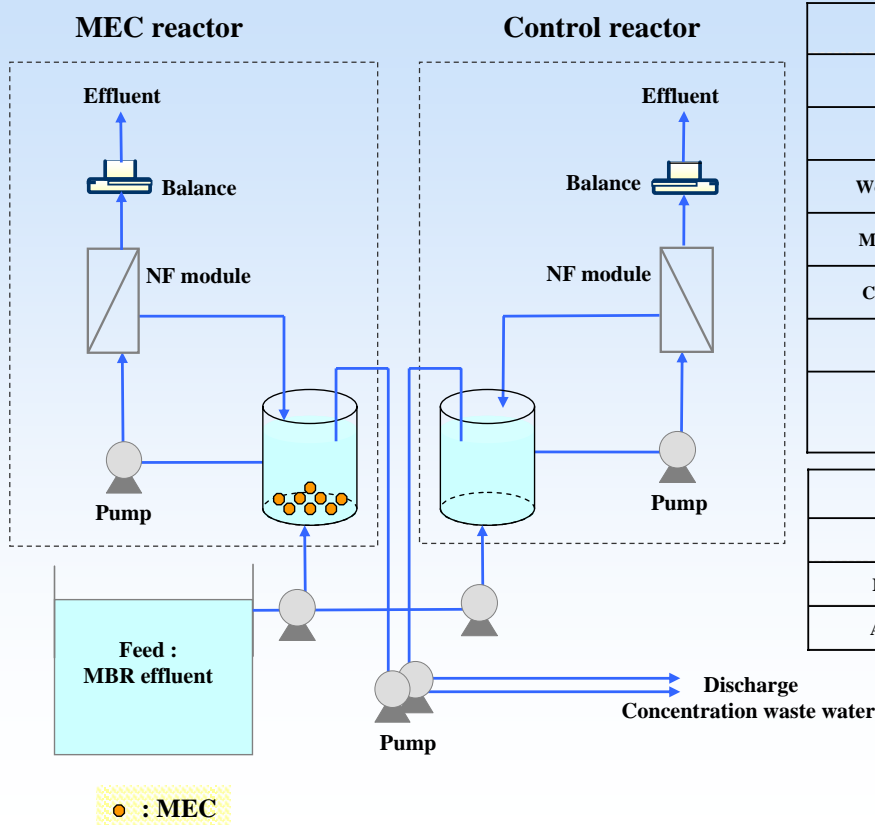 MEC reactor
Control reactor
Effluent
Effluent
Balance
Balance
NF module
NF module
Pump
Pump
Feed :
MBR effluent
Discharge
Concentration waste water
Pump
: MEC